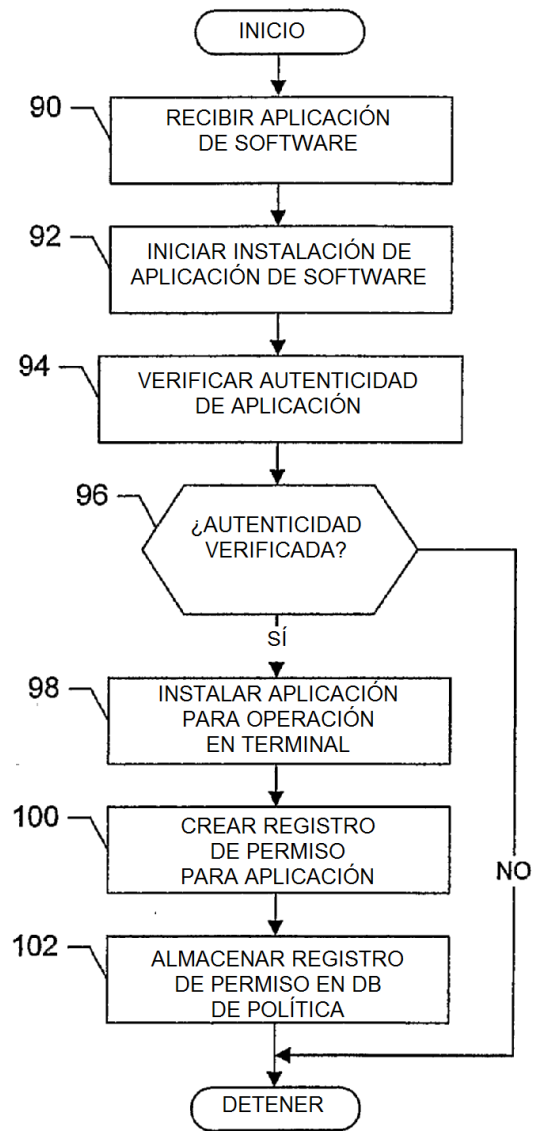 INICIO
90
RECIBIR APLICACIÓN
DE SOFTWARE
92
INICIAR INSTALACIÓN DE
APLICACIÓN DE SOFTWARE
94
VERIFICAR AUTENTICIDAD
DE APLICACIÓN
96
¿AUTENTICIDAD
VERIFICADA?
SÍ
98
INSTALAR APLICACIÓN
PARA OPERACIÓN
EN TERMINAL
100
CREAR REGISTRO
DE PERMISO
PARA APLICACIÓN
NO
102
ALMACENAR REGISTRO
DE PERMISO EN DB
DE POLÍTICA
DETENER